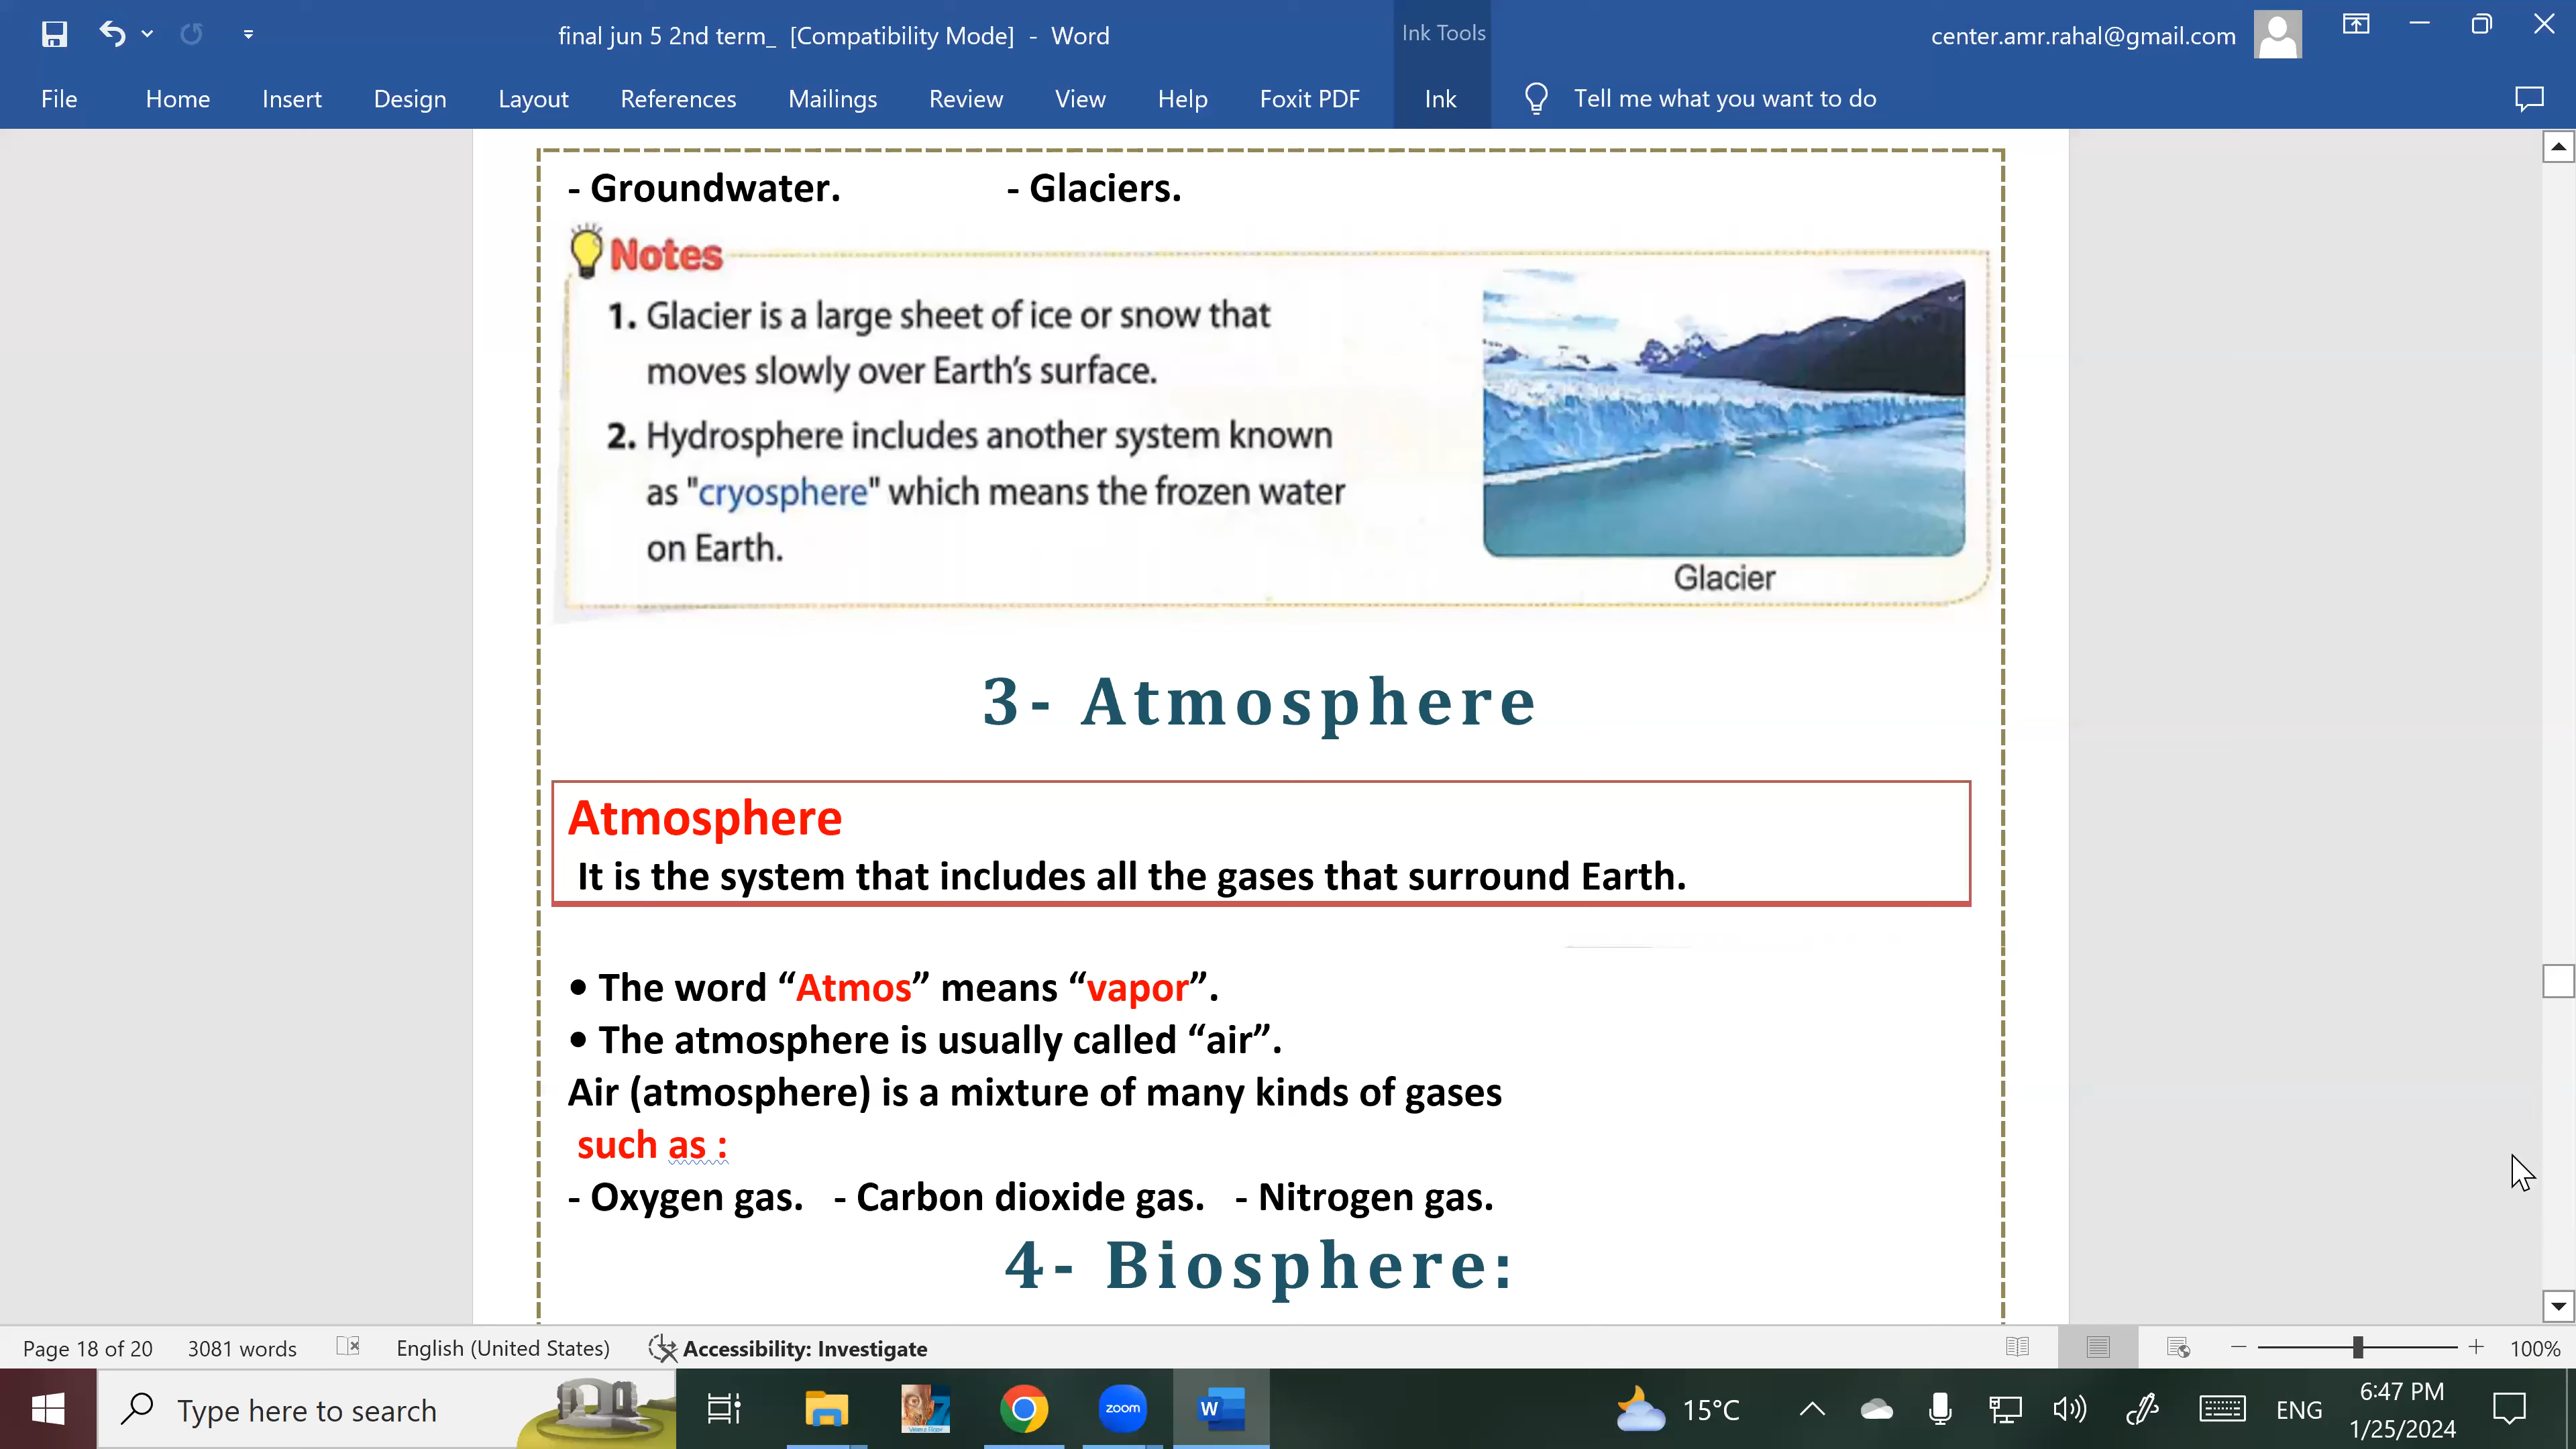 final jun 5 2nd term_ [Compatibility Mode] - Word
Ink Tools
center.amr.rahal@gmail.com
File Home Insert Design Layout References Mailings Review View Help Foxit PDF Ink Tell me what you want to do
- Groundwater. - Glaciers.
Notes
1. Glacier is a large sheet of ice or snow that
moves slowly over Earth's surface.
2. Hydrosphere includes another system known
as "cryosphere" which means the frozen water
on Earth.
Glacier
3- Atmosphere
Atmosphere
It is the system that includes all the gases that surround Earth.
• The word “Atmos” means “vapor”.
• The atmosphere is usually called “air”.
Air (atmosphere) is a mixture of many kinds of gases
such as :
- Oxygen gas. - Carbon dioxide gas. - Nitrogen gas.
4- Biosphere:
Page 18 of 20 3081 words English (United States) Accessibility: Investigate 100%
Type here to search
zoom
W
15°C
ENG
6:47 PM
1/25/2024